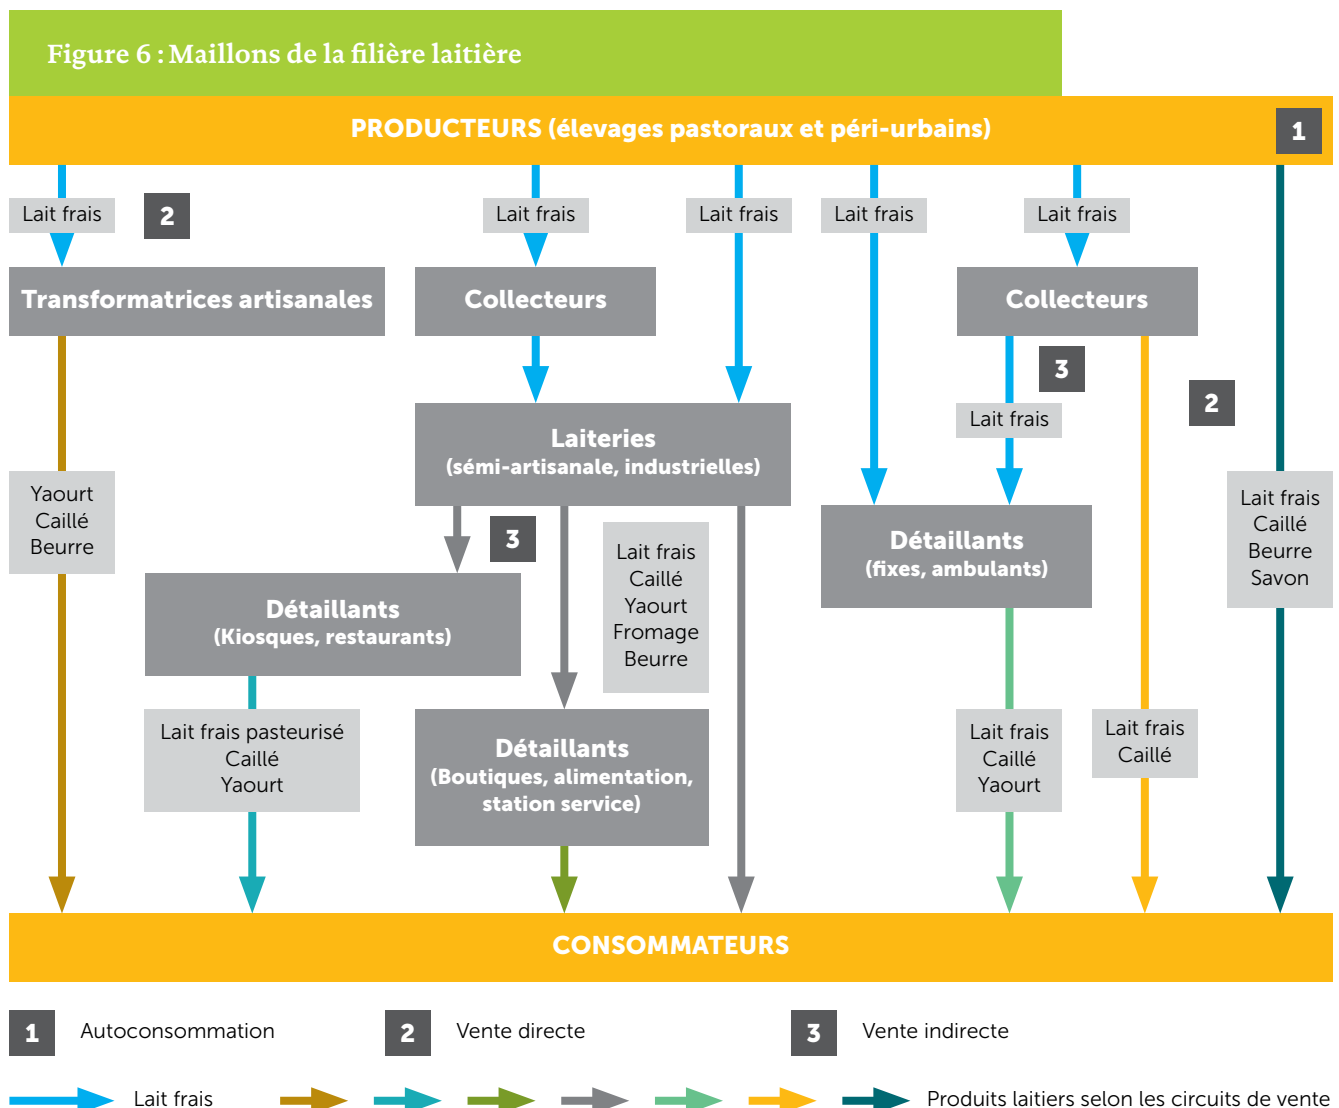 Figure 6 : Maillons de la filière laitière
PRODUCTEURS (élevages pastoraux et péri-urbains)
1
Lait frais
2
Lait frais
Lait frais
Lait frais
Lait frais
Transformatrices artisanales
Collecteurs
Collecteurs
3
2
Lait frais
Laiteries
(sémi-artisanale, industrielles)
Yaourt
Caillé
Beurre
3
Lait frais
Caillé
Yaourt
Fromage
Beurre
Détaillants
(fixes, ambulants)
Lait frais
Caillé
Beurre
Savon
Détaillants
(Kiosques, restaurants)
Lait frais pasteurisé
Caillé
Yaourt
Détaillants
(Boutiques, alimentation,
station service)
Lait frais
Caillé
Yaourt
Lait frais
Caillé
CONSOMMATEURS
1 Autoconsommation
2 Vente directe
3 Vente indirecte
Lait frais
Produits laitiers selon les circuits de vente